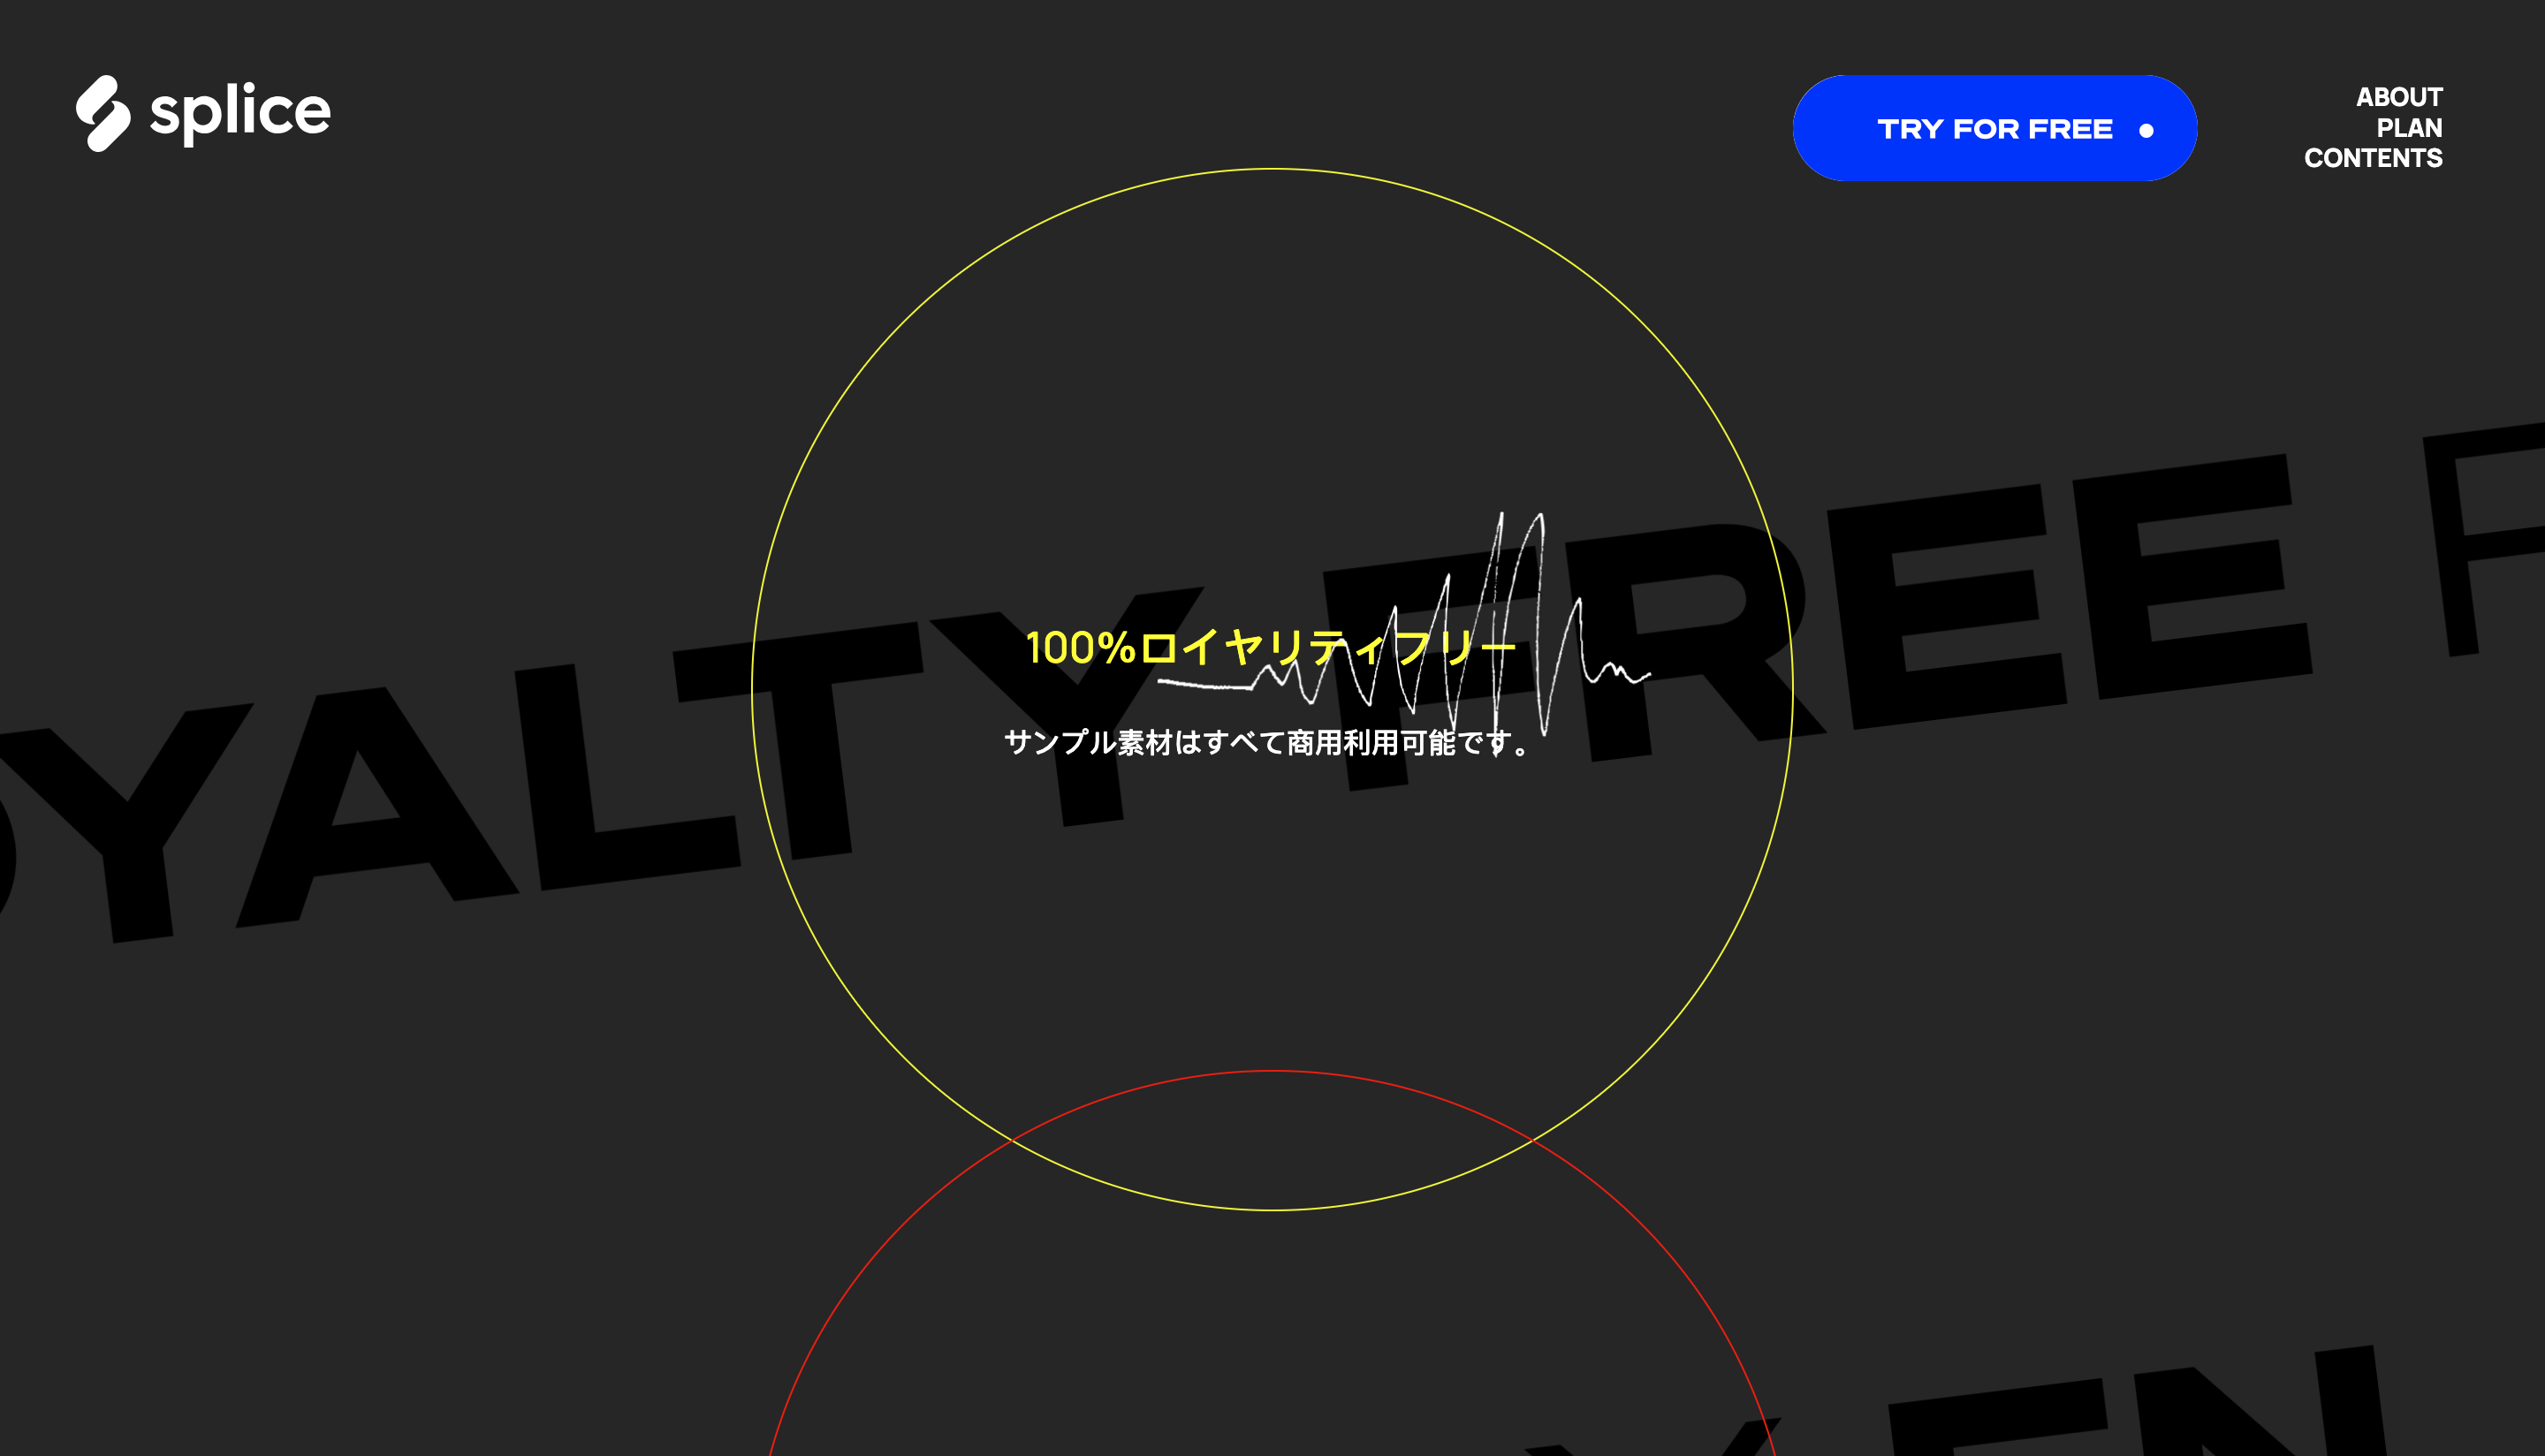 splice
TRY FOR FREE
ABOUT
PLAN
CONTENTS
YALTY FREE
100%ロイヤリティフリー
サンプル素材はすべて商用利用可能です。
EN